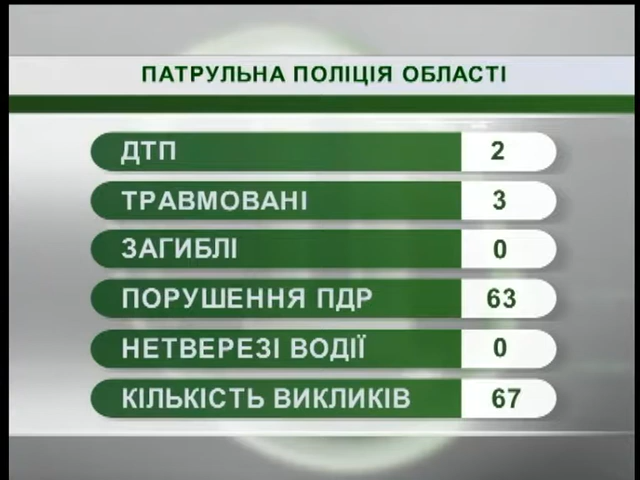 ПАТРУЛЬНА ПОЛІЦІЯ ОБЛАСТІ
ДТП 2
ТРАВМОВАНІ 3
ЗАГИБЛІ 0
ПОРУШЕННЯ ПДР 63
НЕТВЕРЕЗІ ВОДІЇ 0
КІЛЬКІСТЬ ВИКЛИКІВ 67